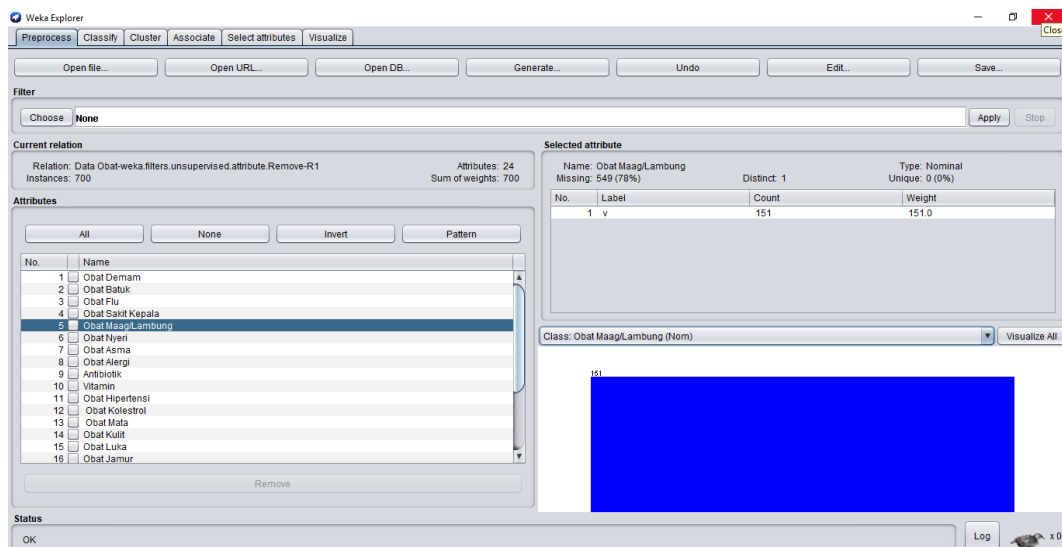 Weka Explorer
Close
Preprocess Classify Cluster Associate Select attributes Visualize
Open file... Open URL... Open DB... Generate... Undo Edit... Save...
Filter
Choose None Apply Stop
Current relation
Relation: Data Obat-weka.filters.unsupervised.attribute.Remove-R1 Attributes: 24
Instances: 700 Sum of weights: 700
Attributes
All None Invert Pattern
No. Name
1 Obat Demam
2 Obat Batuk
3 Obat Flu
4 Obat Sakit Kepala
5 Obat Maag/Lambung
6 Obat Nyeri
7 Obat Asma
8 Obat Alergi
9 Antibiotik
10 Vitamin
11 Obat Hipertensi
12 Obat Kolestrol
13 Obat Mata
14 Obat Kulit
15 Obat Luka
16 Obat Jamur
Remove
Selected attribute
Name: Obat Maag/Lambung Type: Nominal
Missing: 549 (78%) Distinct: 1 Unique: 0 (0%)
No. Label Count Weight
1 v 151 151.0
Class: Obat Maag/Lambung (Nom) Visualize All
151
Status
OK Log x 0